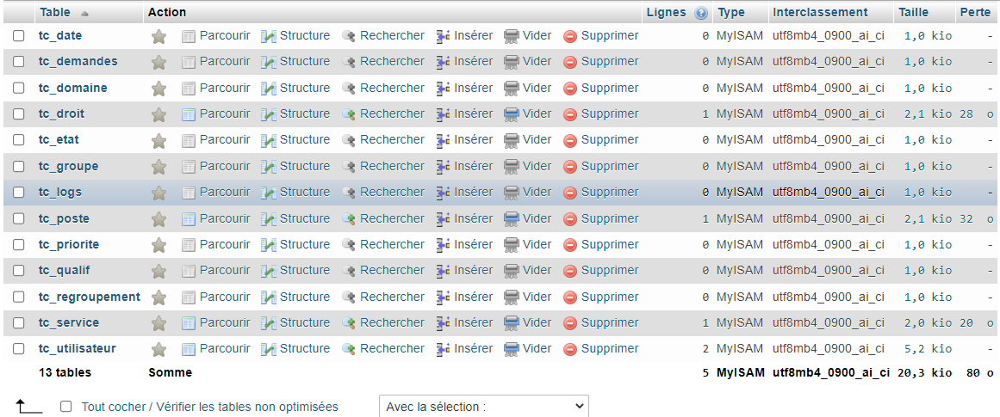 Table Action Lignes Type Interclassement Taille Perte
tc_date Parcourir Structure Rechercher Insérer Vider Supprimer 0 MyISAM utf8mb4_0900_ai_ci 1,0 kio -
tc_demandes Parcourir Structure Rechercher Insérer Vider Supprimer 0 MyISAM utf8mb4_0900_ai_ci 1,0 kio -
tc_domaine Parcourir Structure Rechercher Insérer Vider Supprimer 0 MyISAM utf8mb4_0900_ai_ci 1,0 kio -
tc_droit Parcourir Structure Rechercher Insérer Vider Supprimer 1 MyISAM utf8mb4_0900_ai_ci 2,1 kio 28 o
tc_etat Parcourir Structure Rechercher Insérer Vider Supprimer 0 MyISAM utf8mb4_0900_ai_ci 1,0 kio -
tc_groupe Parcourir Structure Rechercher Insérer Vider Supprimer 0 MyISAM utf8mb4_0900_ai_ci 1,0 kio -
tc_logs Parcourir Structure Rechercher Insérer Vider Supprimer 0 MyISAM utf8mb4_0900_ai_ci 1,0 kio -
tc_poste Parcourir Structure Rechercher Insérer Vider Supprimer 1 MyISAM utf8mb4_0900_ai_ci 2,1 kio 32 o
tc_priorite Parcourir Structure Rechercher Insérer Vider Supprimer 0 MyISAM utf8mb4_0900_ai_ci 1,0 kio -
tc_qualif Parcourir Structure Rechercher Insérer Vider Supprimer 0 MyISAM utf8mb4_0900_ai_ci 1,0 kio -
tc_regroupement Parcourir Structure Rechercher Insérer Vider Supprimer 0 MyISAM utf8mb4_0900_ai_ci 1,0 kio -
tc_service Parcourir Structure Rechercher Insérer Vider Supprimer 1 MyISAM utf8mb4_0900_ai_ci 2,0 kio 20 o
tc_utilisateur Parcourir Structure Rechercher Insérer Vider Supprimer 2 MyISAM utf8mb4_0900_ai_ci 5,2 kio -
13 tables Somme 5 MyISAM utf8mb4_0900_ai_ci 20,3 kio 80 o
Tout cocher / Vérifier les tables non optimisées Avec la sélection :